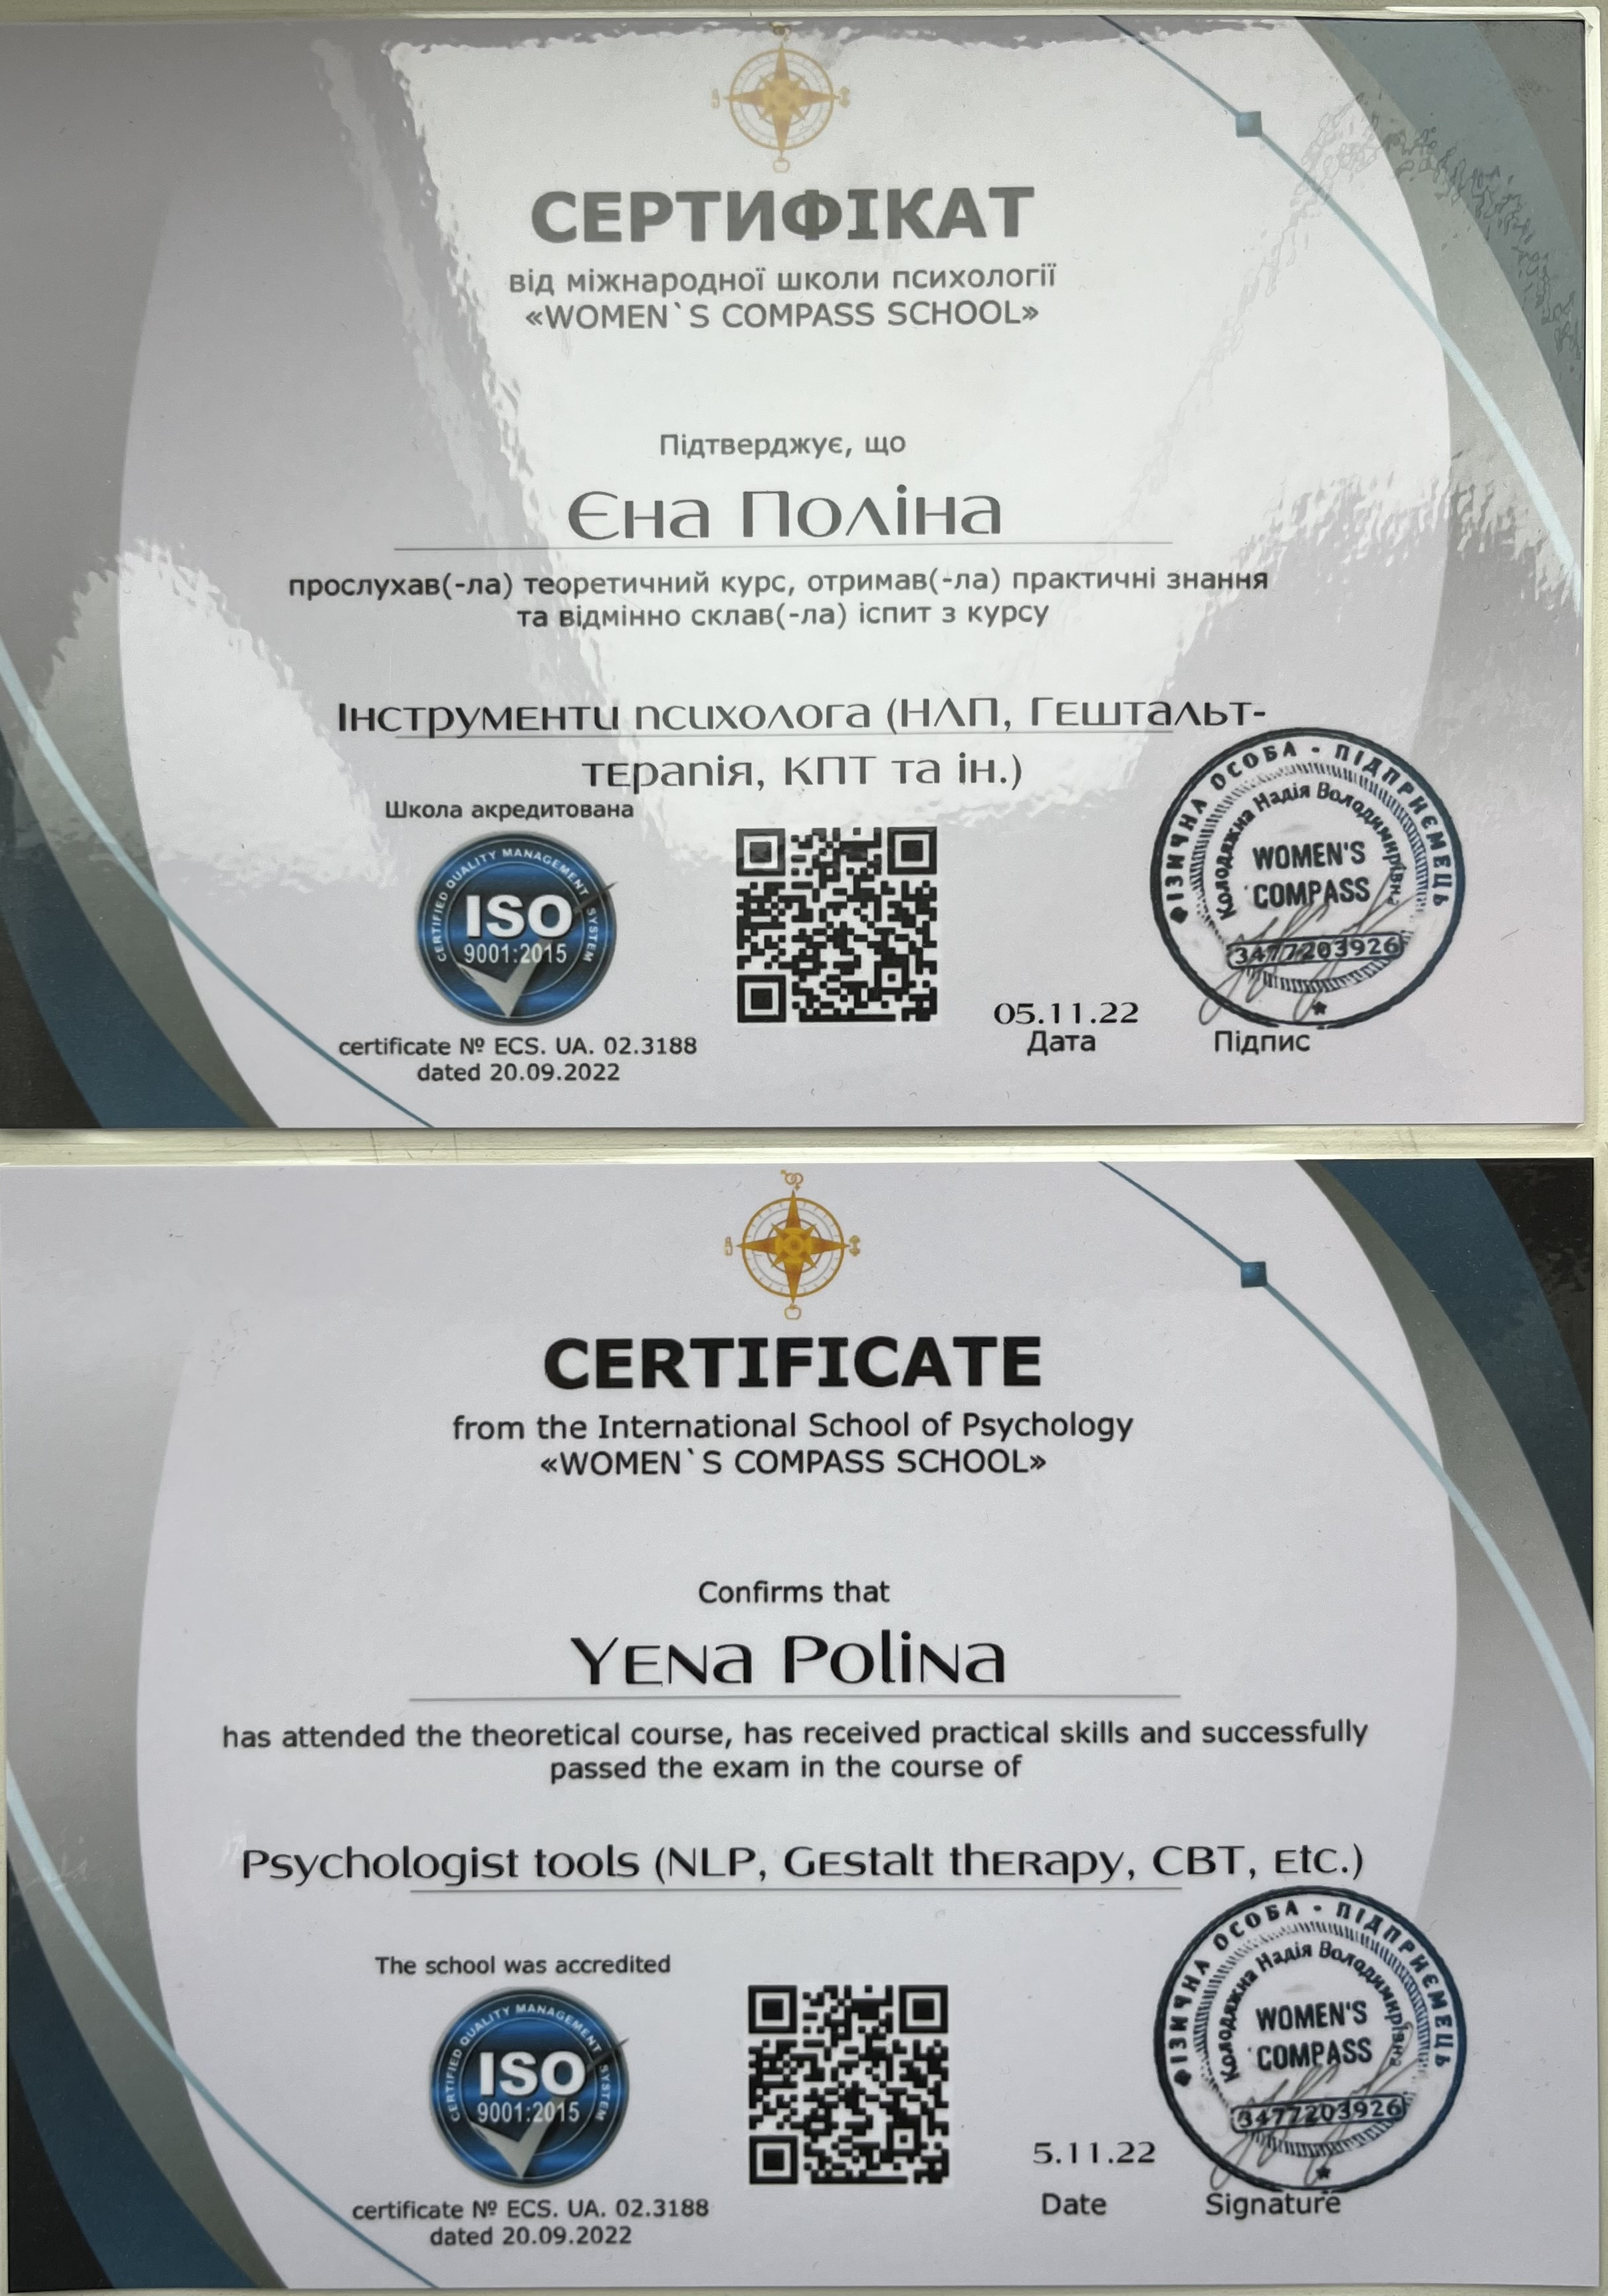 СЕРТИФІКАТ
від міжнародної школи психології
«WOMEN`S COMPASS SCHOOL»
Підтверджує, що
Єна Поліна
прослухав(-ла) теоретичний курс, отримав(-ла) практичні знання
та відмінно склав(-ла) іспит з курсу
Інструменти психолога (НЛП, Гештальт-
терапія, КПТ та ін.)
Школа акредитована
CERTIFIED QUALITY MANAGEMENT SYSTEM
ISO
9001:2015
certificate № ECS. UA. 02.3188
dated 20.09.2022
05.11.22
Дата
ФІЗИЧНА ОСОБА - ПІДПРИЄМЕЦЬ
Колодяжна Надія Володимирівна
WOMEN'S
COMPASS
3477203926
Підпис
CERTIFICATE
from the International School of Psychology
«WOMEN`S COMPASS SCHOOL»
Confirms that
Yena Polina
has attended the theoretical course, has received practical skills and successfully
passed the exam in the course of
Psychologist tools (NLP, Gestalt therapy, CBT, etc.)
The school was accredited
CERTIFIED QUALITY MANAGEMENT SYSTEM
ISO
9001:2015
certificate № ECS. UA. 02.3188
dated 20.09.2022
5.11.22
Date
ФІЗИЧНА ОСОБА - ПІДПРИЄМЕЦЬ
Колодяжна Надія Володимирівна
WOMEN'S
COMPASS
3477203926
Signature